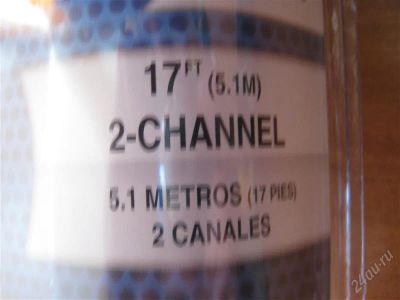 17FT (5.1M)
2-CHANNEL
5.1 METROS (17 PIES)
2 CANALES
24au.ru